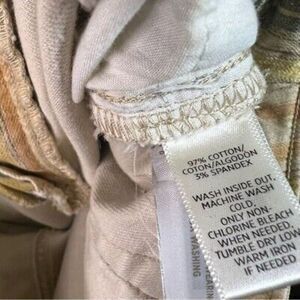 97% COTTON/
COTON/ALGODON
3% SPANDEX
WASH INSIDE OUT,
MACHINE WASH
COLD,
ONLY NON-
CHLORINE BLEACH
WHEN NEEDED,
TUMBLE DRY LOW
WARM IRON
IF NEEDED
WASHING